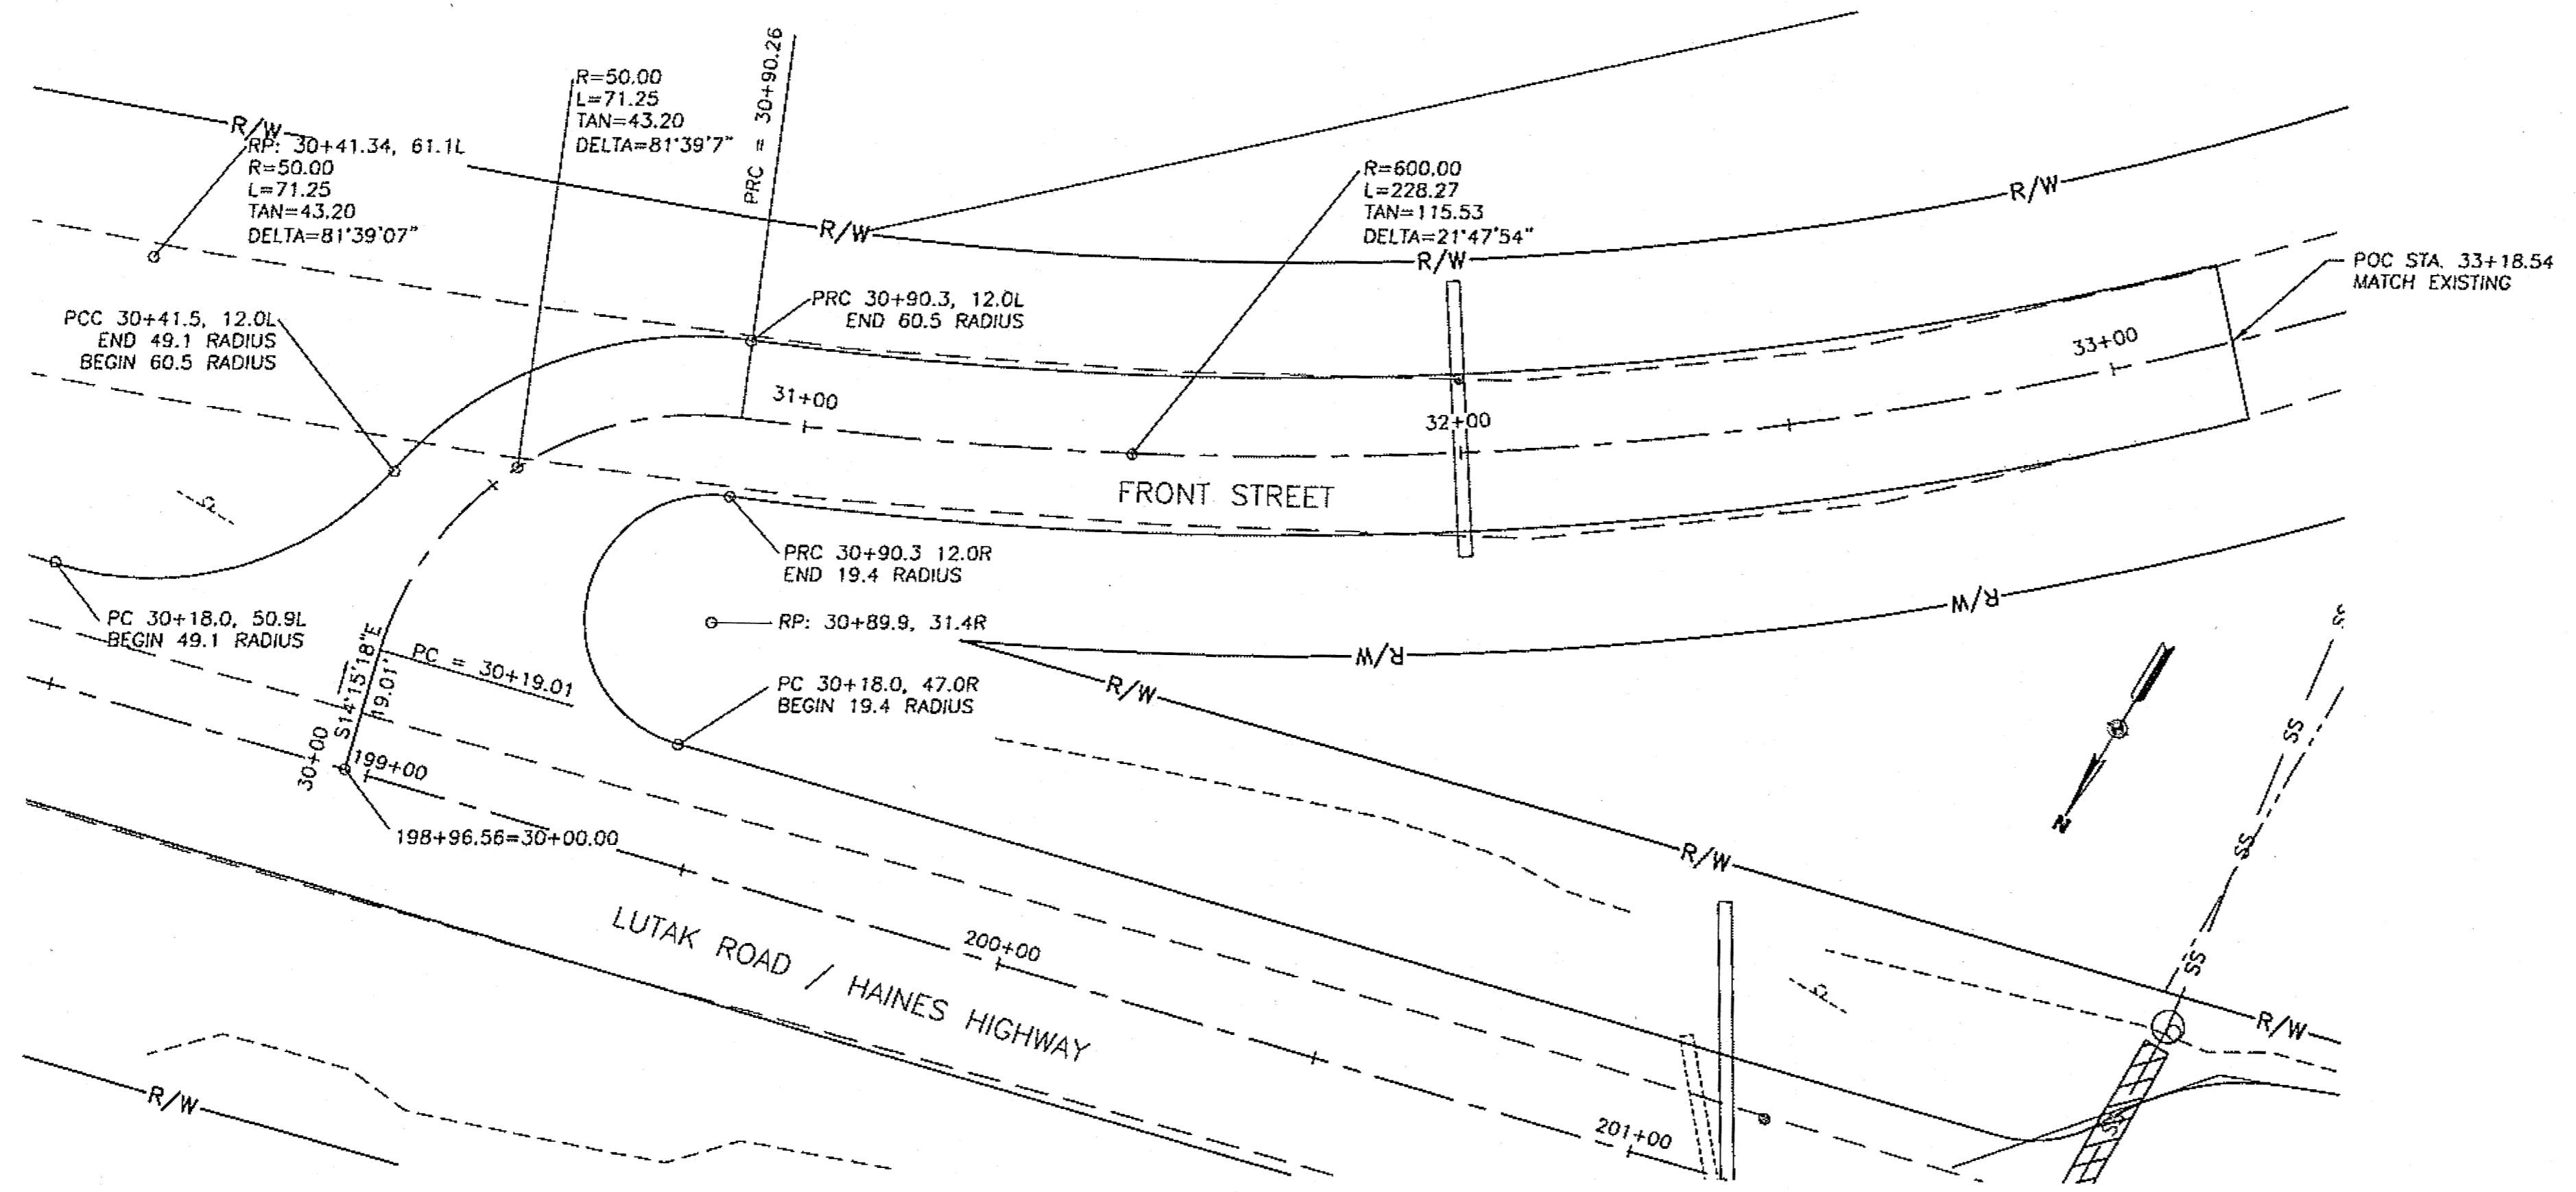 R/W
RP: 30+41.34, 61.1L
R=50.00
L=71.25
TAN=43.20
DELTA=81°39'07"
R=50.00
L=71.25
TAN=43.20
DELTA=81°39'7"
PRC = 30+90.26
R/W
R=600.00
L=228.27
TAN=115.53
DELTA=21°47'54"
R/W
R/W
POC STA. 33+18.54
MATCH EXISTING
PCC 30+41.5, 12.0L
END 49.1 RADIUS
BEGIN 60.5 RADIUS
PRC 30+90.3, 12.0L
END 60.5 RADIUS
31+00
32+00
33+00
FRONT STREET
PRC 30+90.3 12.0R
END 19.4 RADIUS
RP: 30+89.9, 31.4R
PC 30+18.0, 50.9L
BEGIN 49.1 RADIUS
PC = 30+19.01
S14°15'18"E
19.01'
30+00
199+00
198+96.56=30+00.00
PC 30+18.0, 47.0R
BEGIN 19.4 RADIUS
R/W
R/W
R/W
R/W
R/W
N
SS
SS
SS
LUTAK ROAD / HAINES HIGHWAY
200+00
201+00
R/W